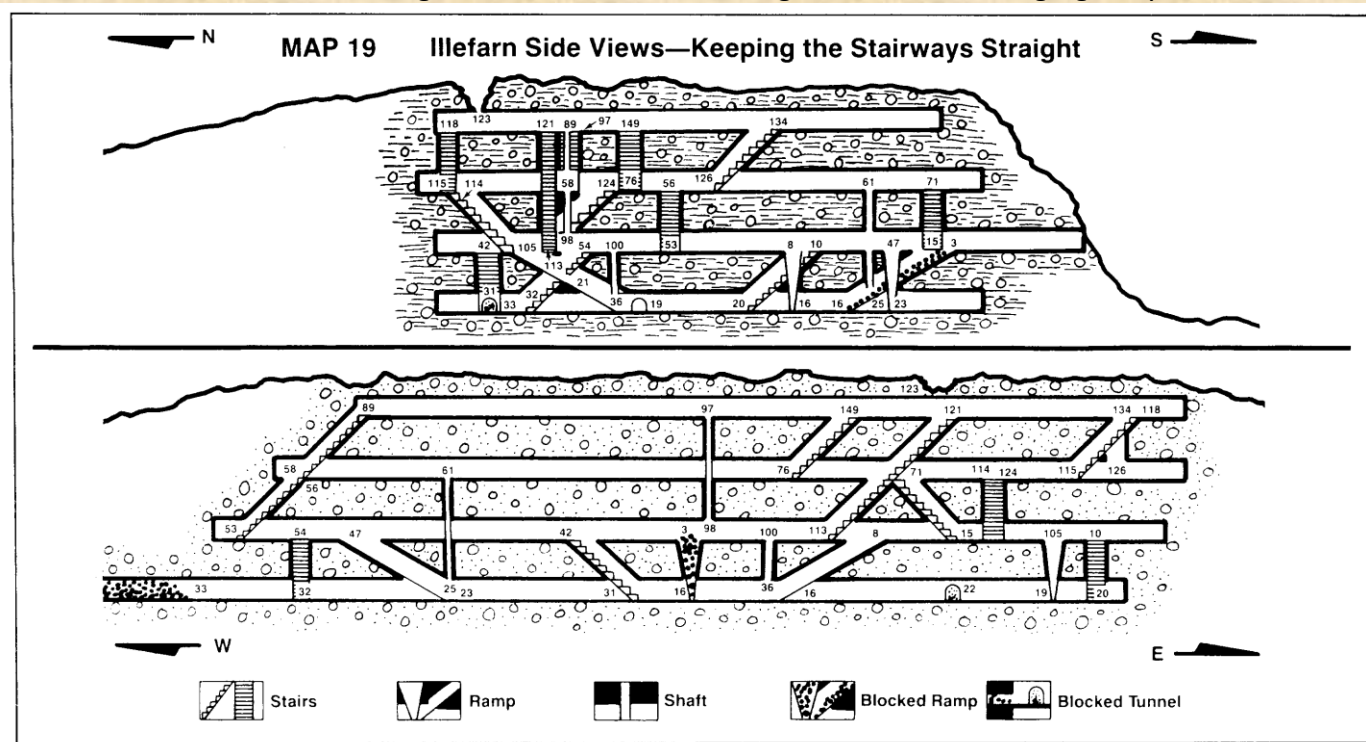 N MAP 19 Illefarn Side Views—Keeping the Stairways Straight S
118 123 121 89 97 149 134
115 114 58 124 76 56 126 61 71
42 105 98 54 100 53 8 10 47 15 3
113
31 33 32 21 36 19 20 16 16 25 23
123
89 97 149 121 134 118
58 56 61 76 71 114 124 115 126
53 54 47 42 3 98 100 113 8 15 105 10
33 32 25 23 31 16 36 16 22 19 20
W E
Stairs Ramp Shaft Blocked Ramp Blocked Tunnel